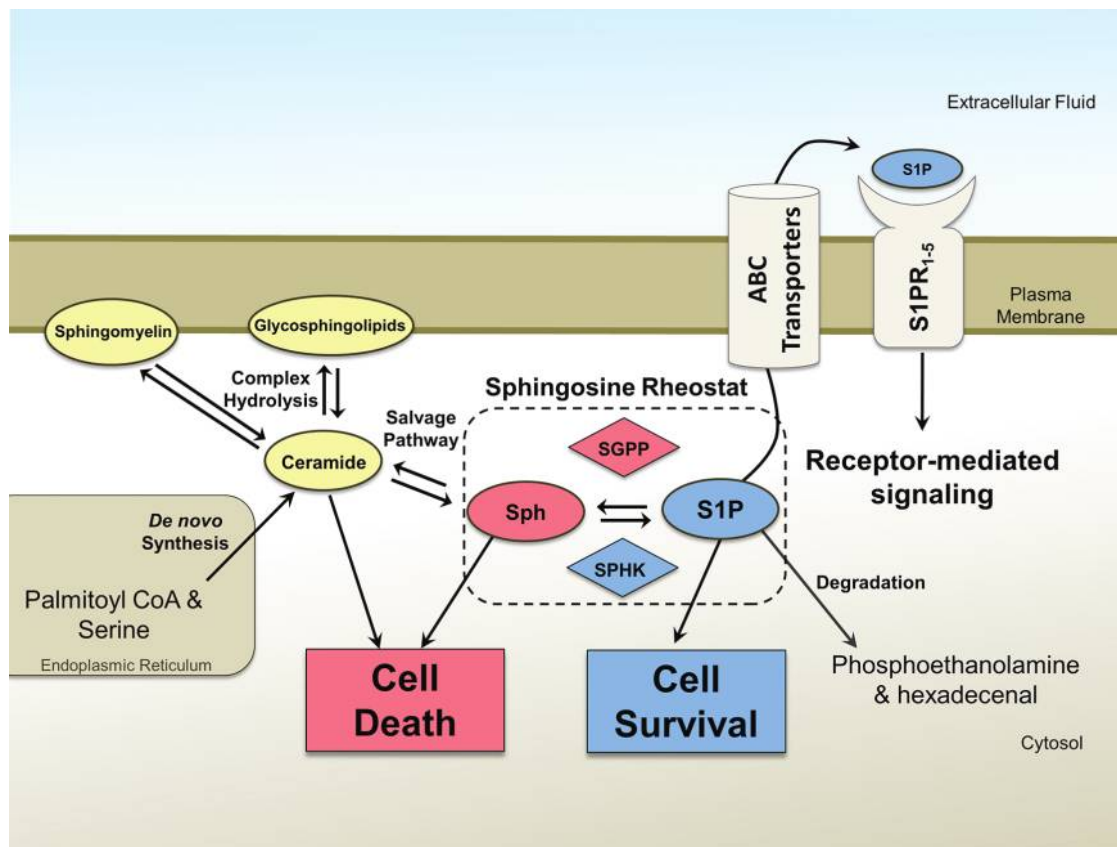 Extracellular Fluid
S1P
ABC
Transporters
S1PR1-5
Plasma
Membrane
Sphingomyelin
Glycosphingolipids
Complex
Hydrolysis
Sphingosine Rheostat
Salvage
Pathway
SGPP
Ceramide
Receptor-mediated
signaling
Sph
S1P
De novo
Synthesis
SPHK
Degradation
Palmitoyl CoA &
Serine
Endoplasmic Reticulum
Cell
Death
Cell
Survival
Phosphoethanolamine
& hexadecenal
Cytosol